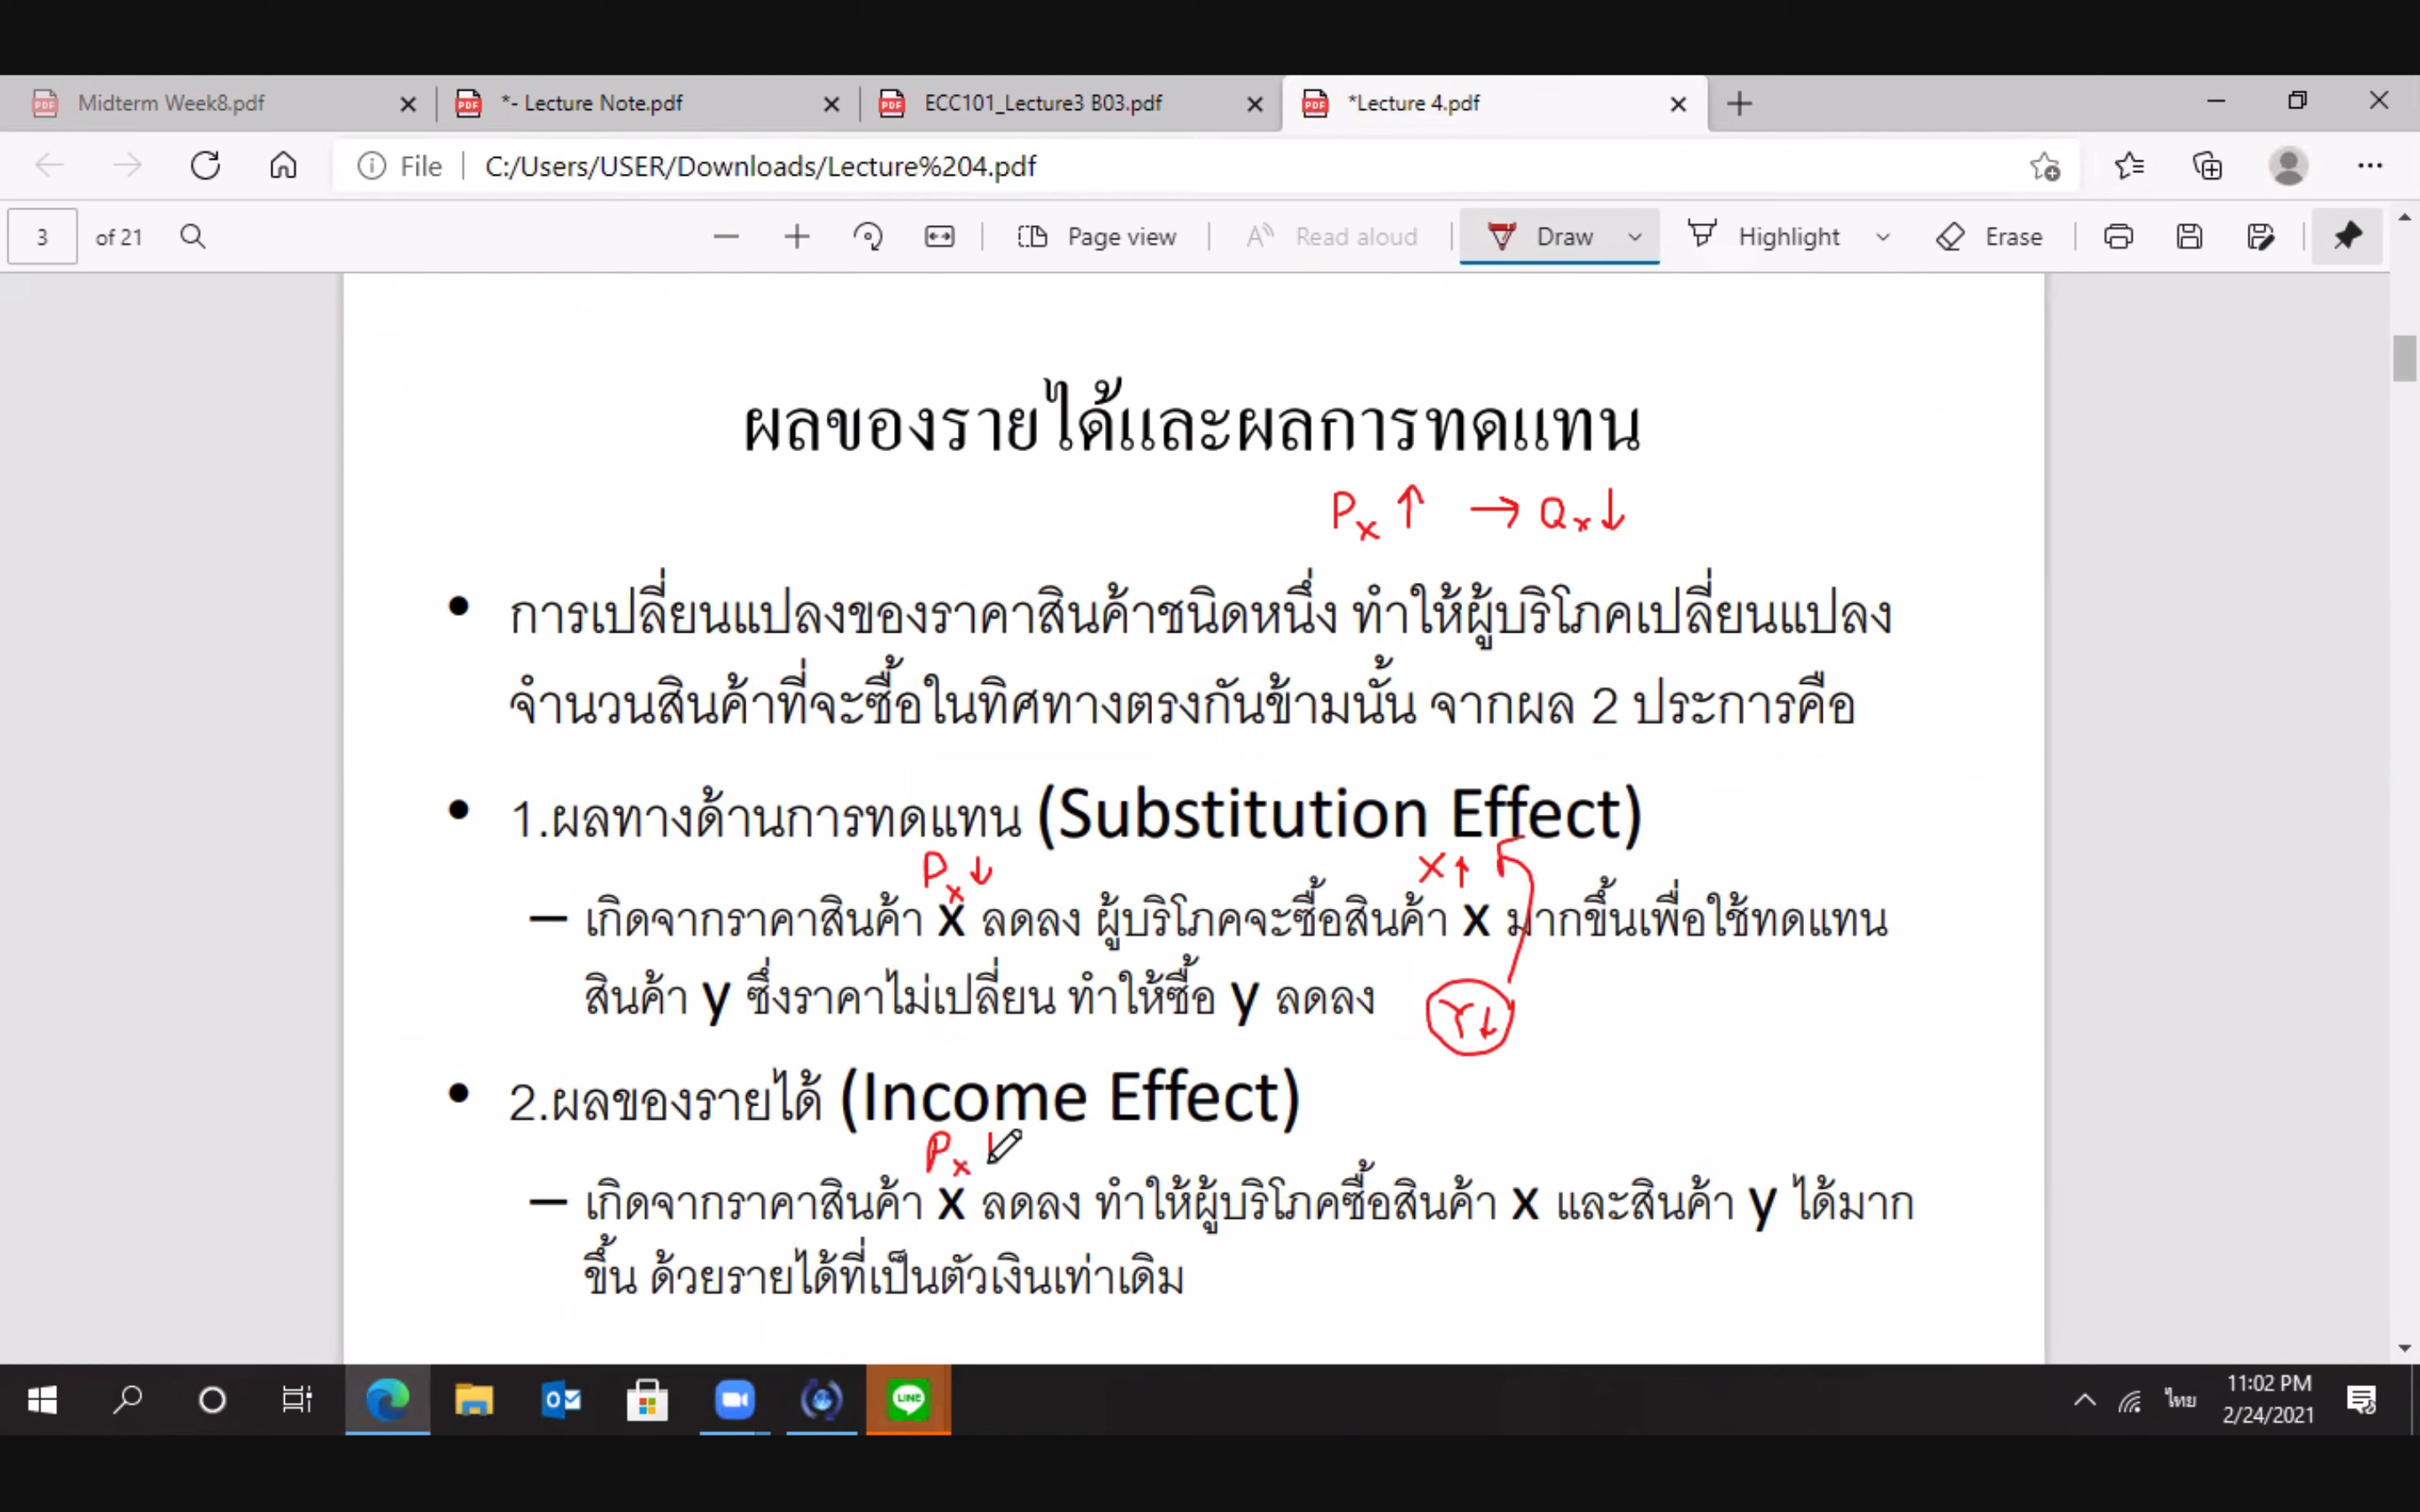 Midterm Week8.pdf
*- Lecture Note.pdf
ECC101_Lecture3 B03.pdf
*Lecture 4.pdf
File
C:/Users/USER/Downloads/Lecture%204.pdf
3 of 21
Page view
Read aloud
Draw
Highlight
Erase
ผลของรายได้และผลการทดแทน
Px ↑ → Qx ↓
• การเปลี่ยนแปลงของราคาสินค้าชนิดหนึ่ง ทำให้ผู้บริโภคเปลี่ยนแปลง
จำนวนสินค้าที่จะซื้อในทิศทางตรงกันข้ามนั้น จากผล 2 ประการคือ
• 1.ผลทางด้านการทดแทน (Substitution Effect)
Px ↓ X ↑
– เกิดจากราคาสินค้า x ลดลง ผู้บริโภคจะซื้อสินค้า x มากขึ้นเพื่อใช้ทดแทน
สินค้า y ซึ่งราคาไม่เปลี่ยน ทำให้ซื้อ y ลดลง
Y ↓
• 2.ผลของรายได้ (Income Effect)
Px
– เกิดจากราคาสินค้า x ลดลง ทำให้ผู้บริโภคซื้อสินค้า x และสินค้า y ได้มาก
ขึ้น ด้วยรายได้ที่เป็นตัวเงินเท่าเดิม
LINE
ไทย
11:02 PM
2/24/2021